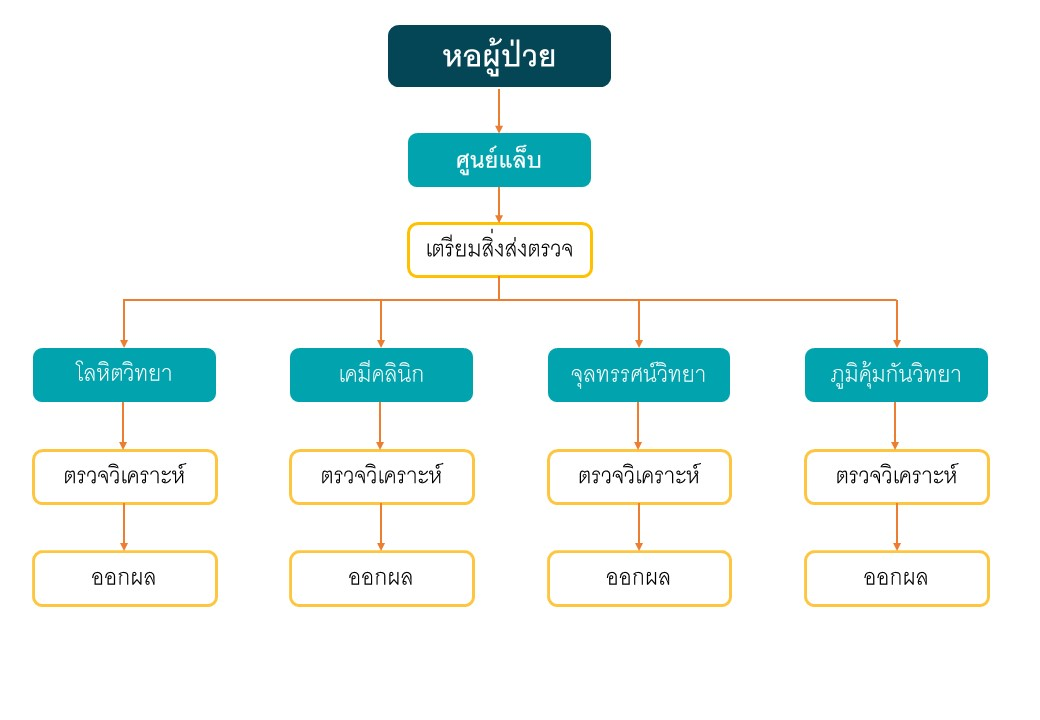 หอผู้ป่วย
ศูนย์แล็บ
เตรียมสิ่งส่งตรวจ
โลหิตวิทยา
เคมีคลินิก
จุลทรรศน์วิทยา
ภูมิคุ้มกันวิทยา
ตรวจวิเคราะห์
ตรวจวิเคราะห์
ตรวจวิเคราะห์
ตรวจวิเคราะห์
ออกผล
ออกผล
ออกผล
ออกผล